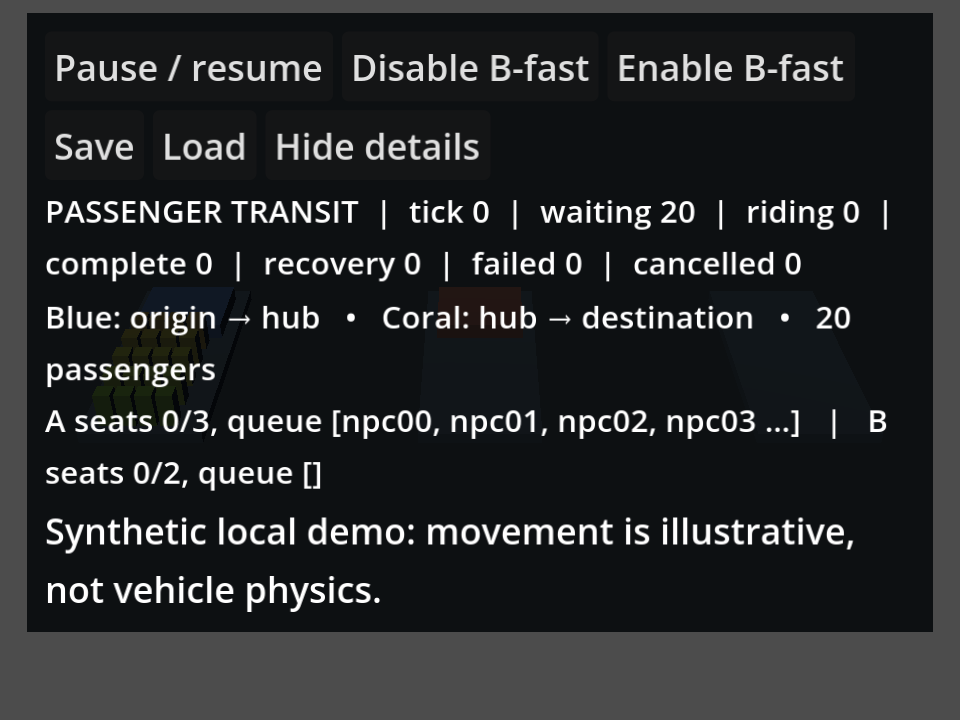 Pause / resume Disable B-fast Enable B-fast
Save Load Hide details
PASSENGER TRANSIT | tick 0 | waiting 20 | riding 0 |
complete 0 | recovery 0 | failed 0 | cancelled 0
Blue: origin → hub • Coral: hub → destination • 20
passengers
A seats 0/3, queue [npc00, npc01, npc02, npc03 ...] | B
seats 0/2, queue []
Synthetic local demo: movement is illustrative,
not vehicle physics.